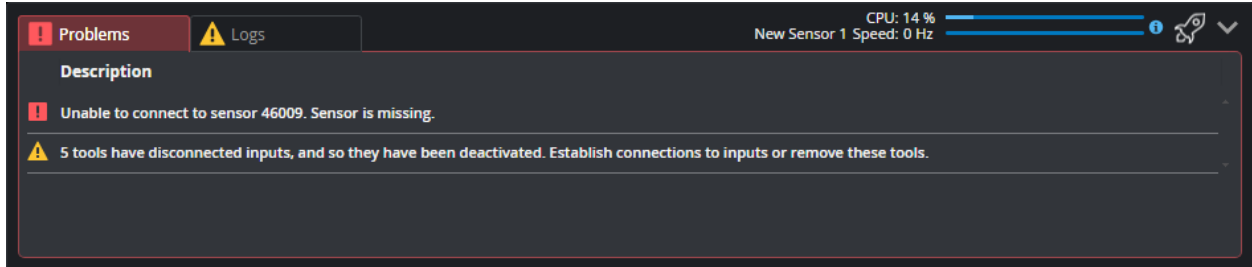 Problems
Logs
CPU: 14 %
New Sensor 1 Speed: 0 Hz
Description
Unable to connect to sensor 46009. Sensor is missing.
5 tools have disconnected inputs, and so they have been deactivated. Establish connections to inputs or remove these tools.